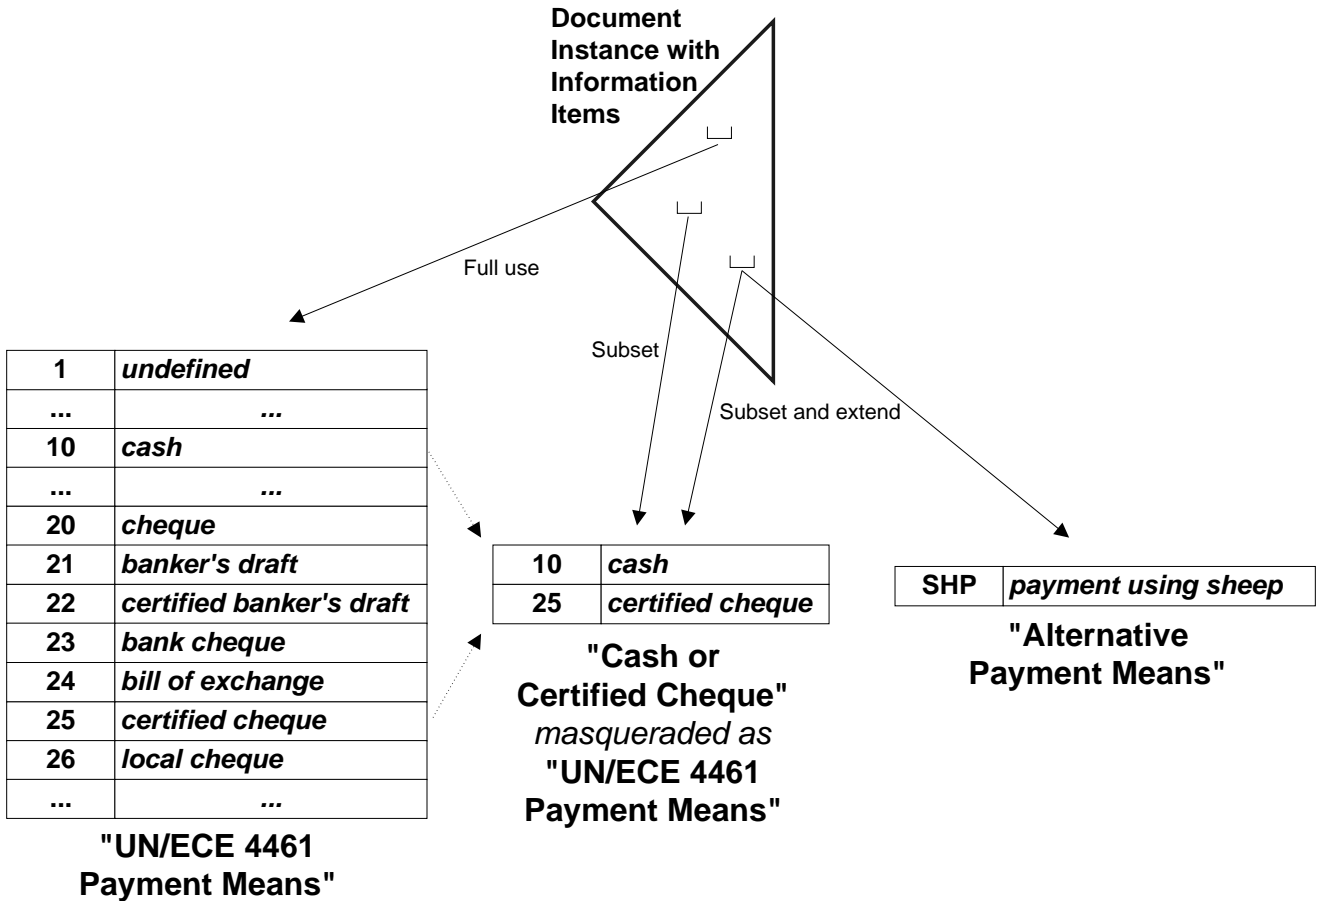 Document
Instance with
Information
Items
Full use
Subset
Subset and extend
1 undefined
... ...
10 cash
... ...
20 cheque
21 banker's draft
22 certified banker's draft
23 bank cheque
24 bill of exchange
25 certified cheque
26 local cheque
... ...
"UN/ECE 4461
Payment Means"
10 cash
25 certified cheque
"Cash or
Certified Cheque"
masqueraded as
"UN/ECE 4461
Payment Means"
SHP payment using sheep
"Alternative
Payment Means"